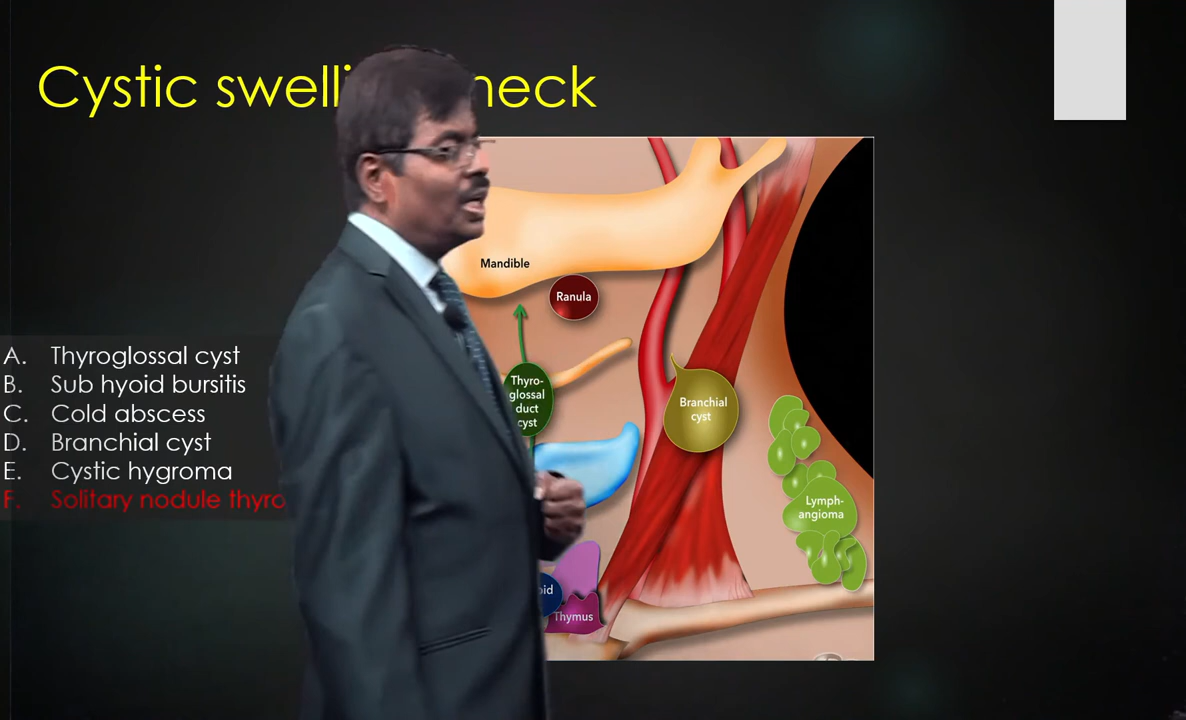 Cystic swelli neck
A. Thyroglossal cyst
B. Sub hyoid bursitis
C. Cold abscess
D. Branchial cyst
E. Cystic hygroma
F. Solitary nodule thyro
Mandible
Ranula
Thyro-
glossal
duct
cyst
Branchial
cyst
Lymph-
angioma
oid
Thymus